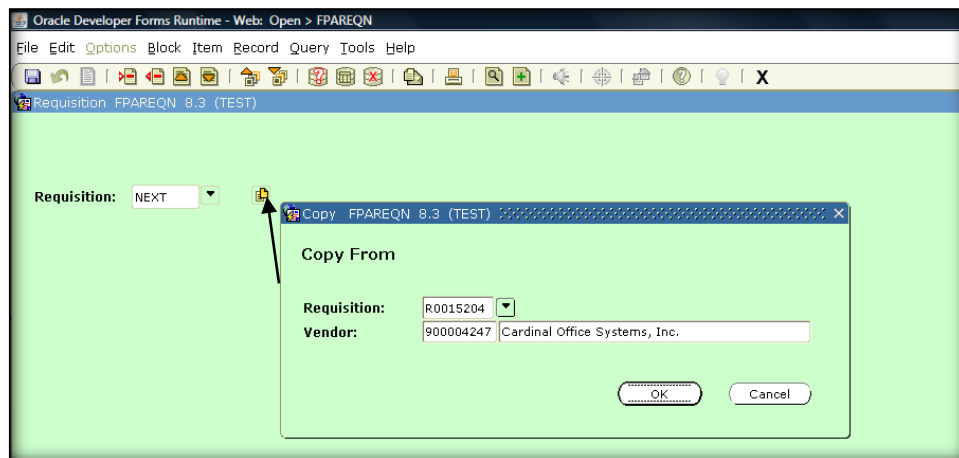 Oracle Developer Forms Runtime - Web: Open > FPAREQN
File Edit Options Block Item Record Query Tools Help
X
Requisition FPAREQN 8.3 (TEST)
Requisition: NEXT
Copy FPAREQN 8.3 (TEST)
Copy From
Requisition: R0015204
Vendor: 900004247 Cardinal Office Systems, Inc.
OK Cancel